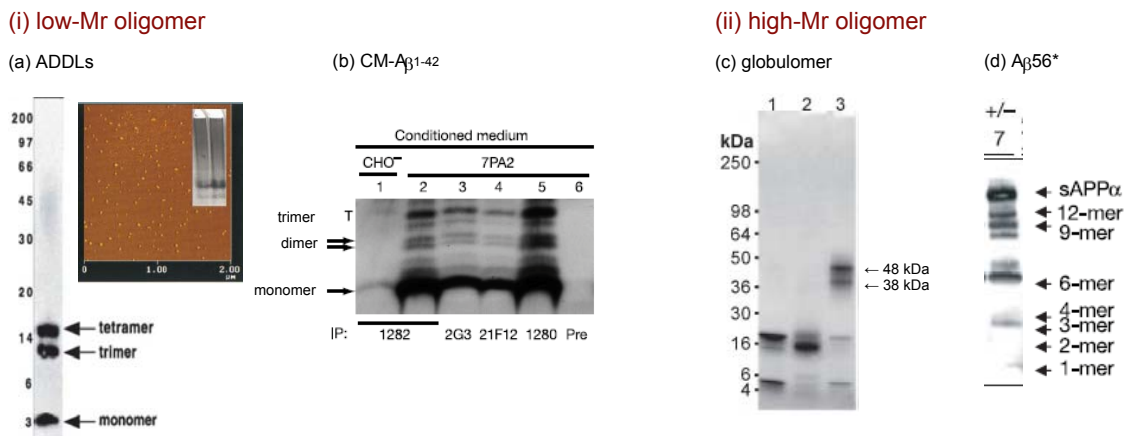 (i) low-Mr oligomer
(ii) high-Mr oligomer
(a) ADDLs
(b) CM-Aβ1-42
(c) globulomer
(d) Aβ56*
200
97
66
45
30
14
6
3
tetramer
trimer
monomer
0 1.00 2.00
μM
Conditioned medium
CHO– 7PA2
1 2 3 4 5 6
trimer T
dimer
monomer
IP: 1282 2G3 21F12 1280 Pre
1 2 3
kDa
250
98
64
50
36
30
16
6
4
← 48 kDa
← 38 kDa
+/–
7
sAPPα
12-mer
9-mer
6-mer
4-mer
3-mer
2-mer
1-mer